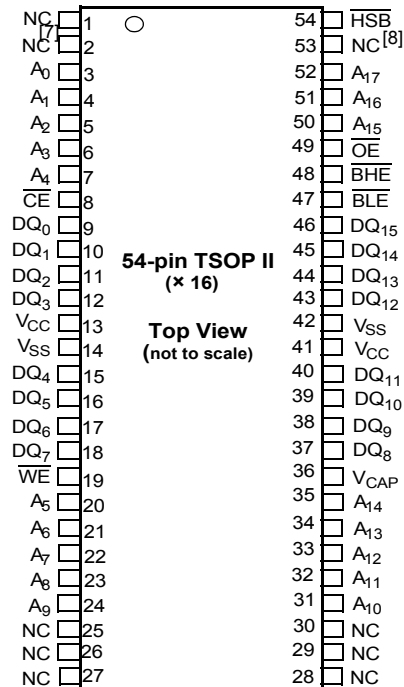 NC 1 54 HSB
[7]
NC 2 53 NC[8]
A0 3 52 A17
A1 4 51 A16
A2 5 50 A15
A3 6 49 OE
A4 7 48 BHE
CE 8 47 BLE
DQ0 9 46 DQ15
DQ1 10 45 DQ14
54-pin TSOP II
DQ2 11 44 DQ13
(× 16)
DQ3 12 43 DQ12
VCC 13 42 VSS
Top View
VSS 14 41 VCC
(not to scale)
DQ4 15 40 DQ11
DQ5 16 39 DQ10
DQ6 17 38 DQ9
DQ7 18 37 DQ8
WE 19 36 VCAP
A5 20 35 A14
A6 21 34 A13
A7 22 33 A12
A8 23 32 A11
A9 24 31 A10
NC 25 30 NC
NC 26 29 NC
NC 27 28 NC